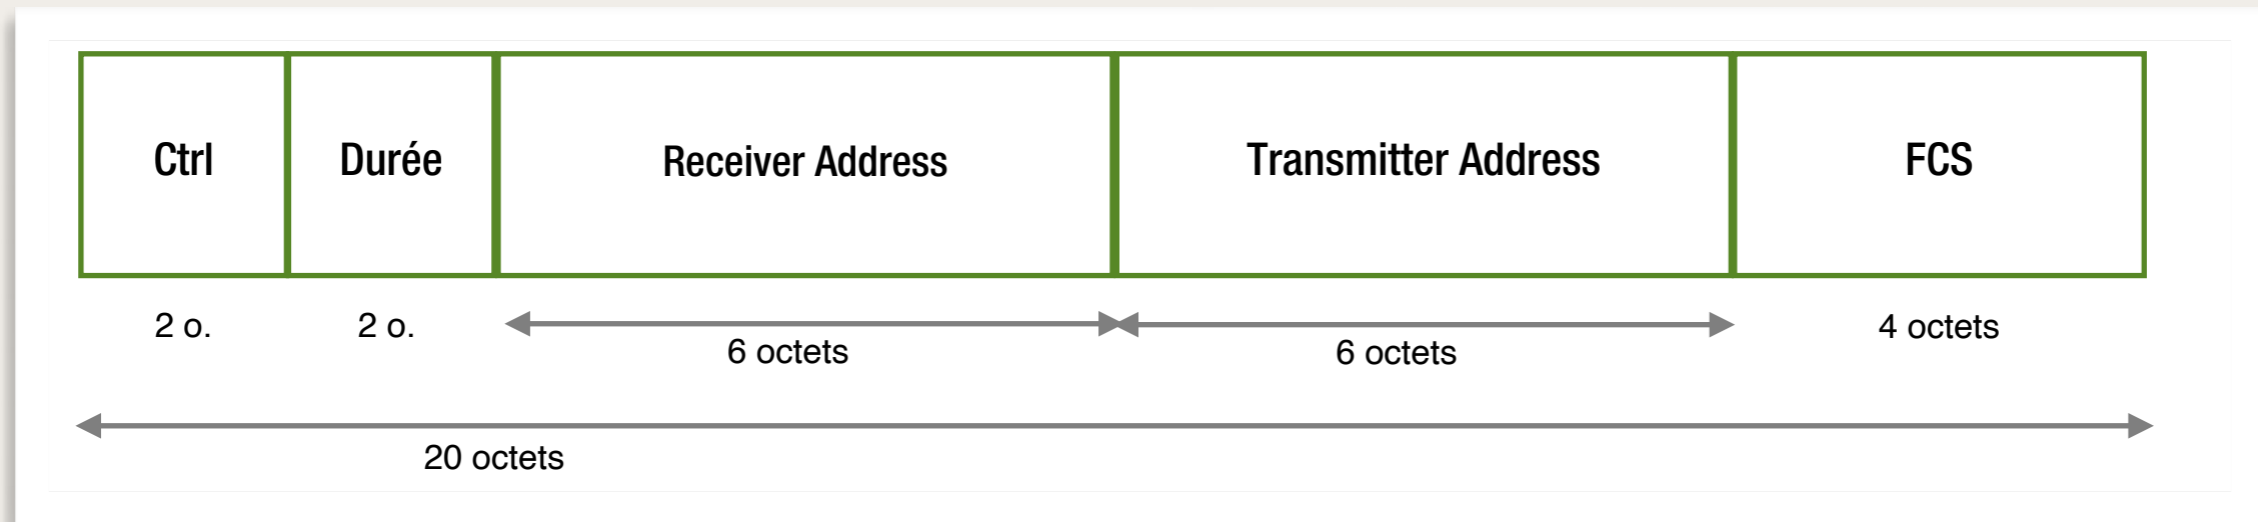 Ctrl
Durée
Receiver Address
Transmitter Address
FCS
2 o.
2 o.
6 octets
6 octets
4 octets
20 octets